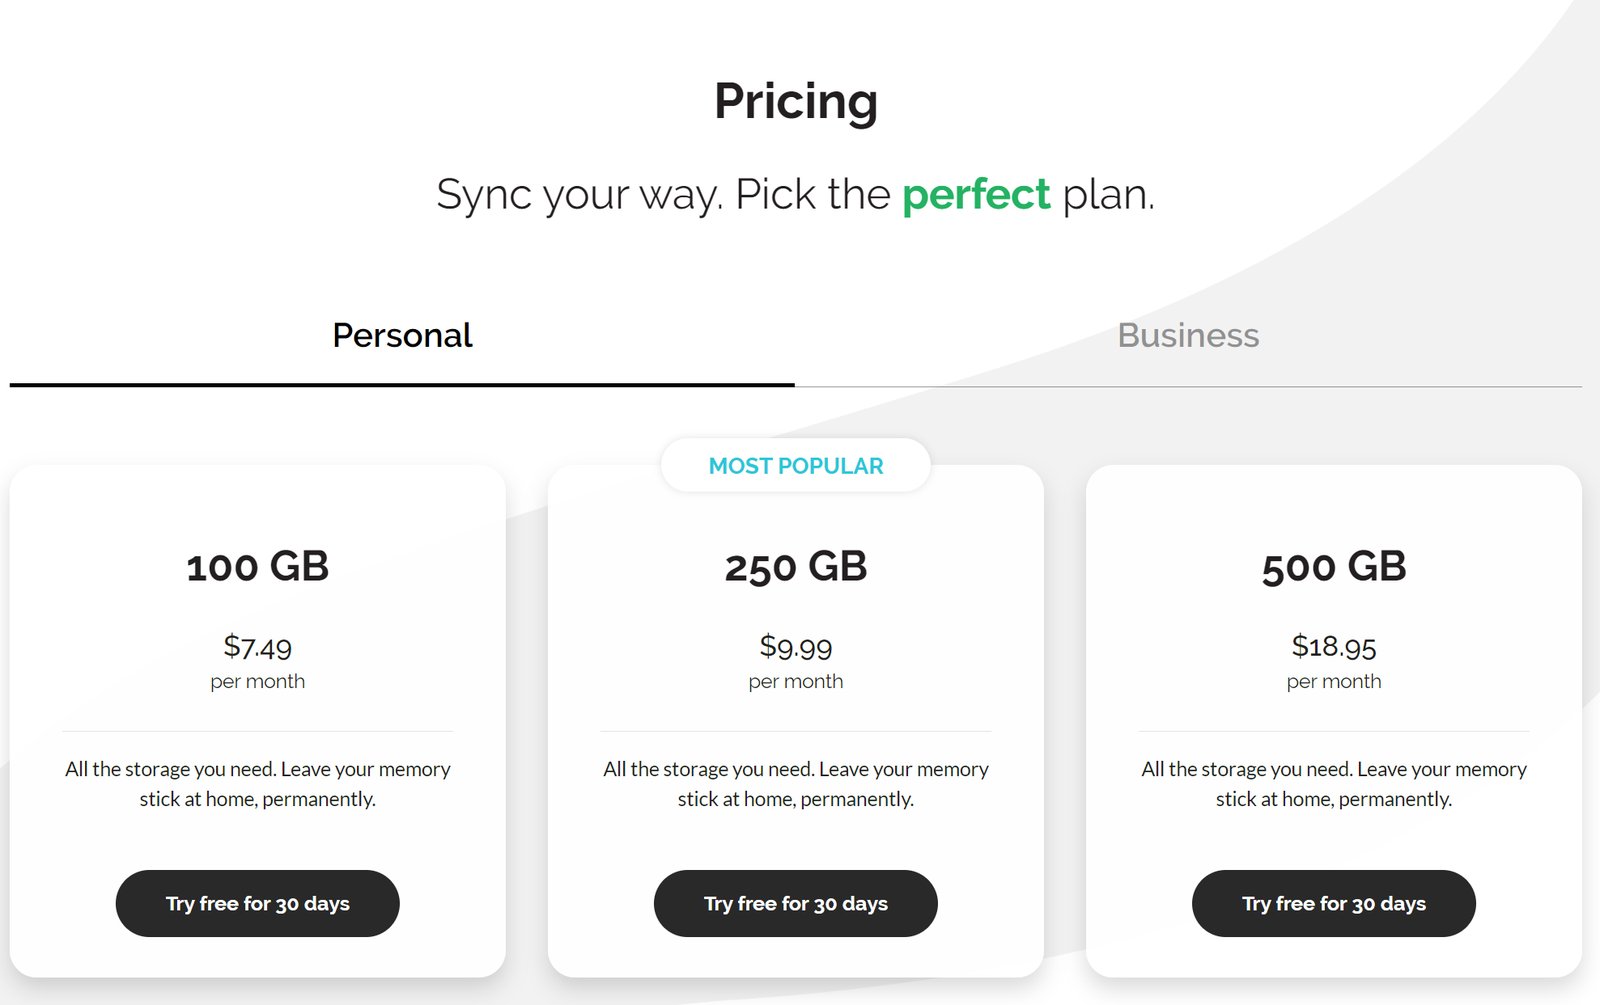 Pricing
Sync your way. Pick the perfect plan.
Personal
Business
MOST POPULAR
100 GB
$7.49
per month
All the storage you need. Leave your memory
stick at home, permanently.
Try free for 30 days
250 GB
$9.99
per month
All the storage you need. Leave your memory
stick at home, permanently.
Try free for 30 days
500 GB
$18.95
per month
All the storage you need. Leave your memory
stick at home, permanently.
Try free for 30 days